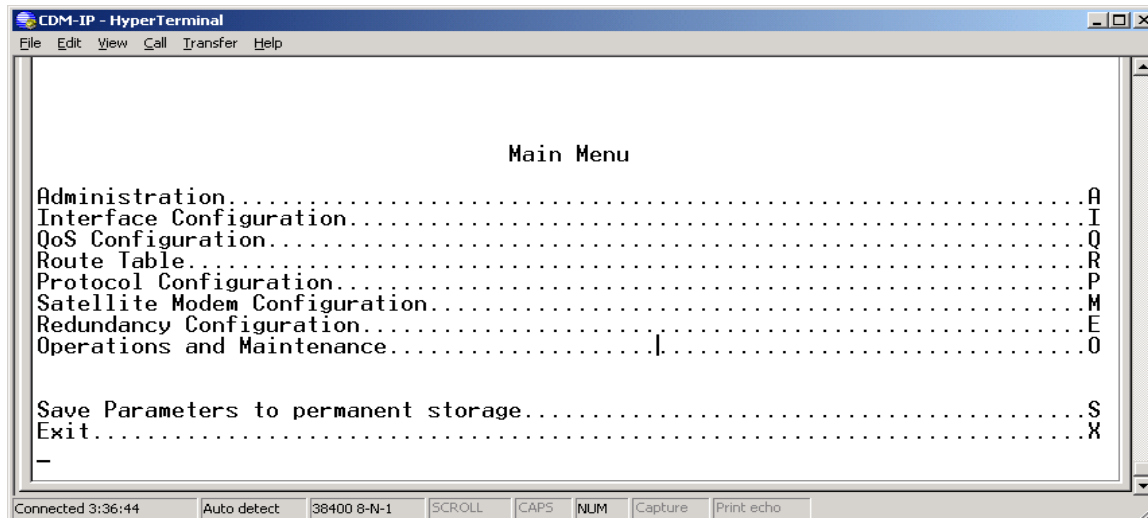 CDM-IP - HyperTerminal
File Edit View Call Transfer Help
Main Menu
Administration...............................................................A
Interface Configuration......................................................I
QoS Configuration............................................................Q
Route Table..................................................................R
Protocol Configuration.......................................................P
Satellite Modem Configuration................................................M
Redundancy Configuration.....................................................E
Operations and Maintenance...................................................O
Save Parameters to permanent storage.........................................S
Exit.........................................................................X
Connected 3:36:44 Auto detect 38400 8-N-1 SCROLL CAPS NUM Capture Print echo